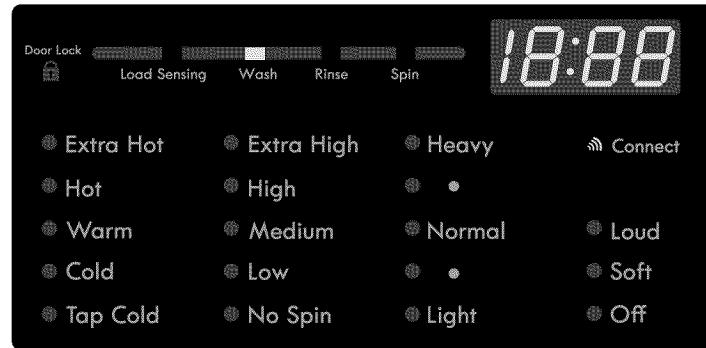 18:88
Door Lock
Load Sensing Wash Rinse Spin
Extra Hot Extra High Heavy Connect
Hot High
Warm Medium Normal Loud
Cold Low Soft
Tap Cold No Spin Light Off